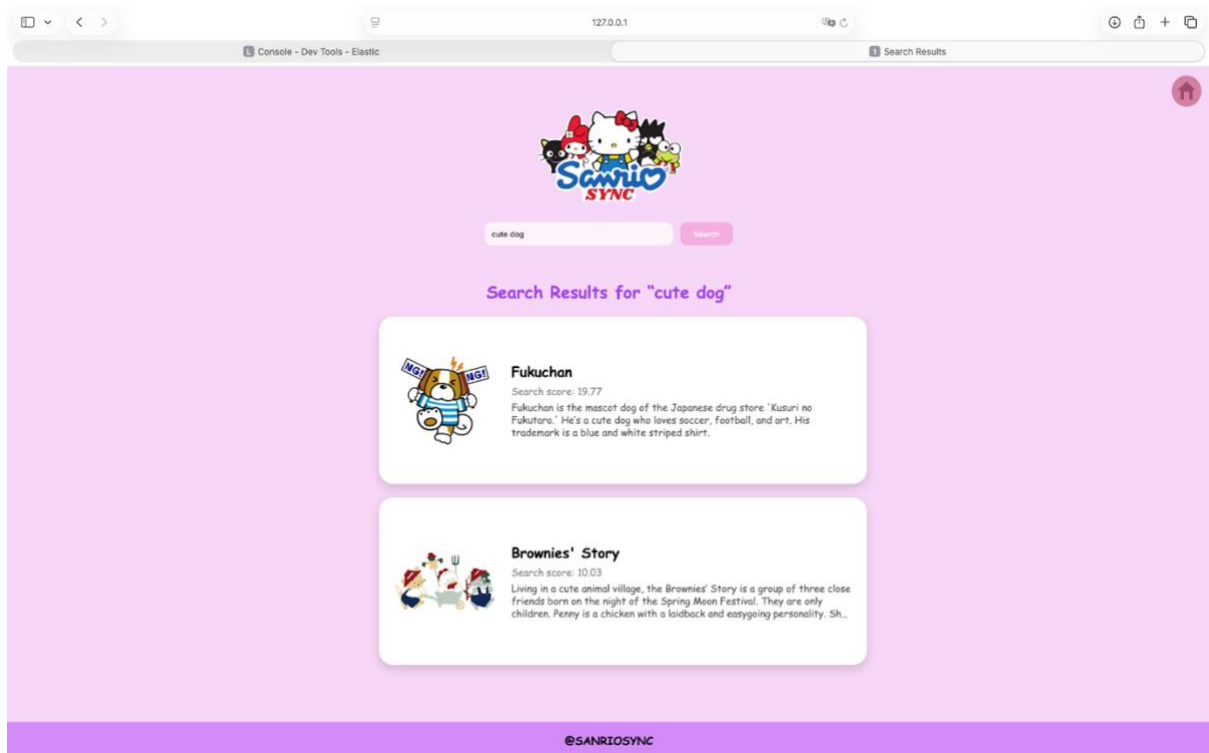 127.0.0.1
L Console - Dev Tools - Elastic
1 Search Results
Sanrio
SYNC
cute dog
Search
Search Results for “cute dog”
NG!
NG!
Fukuchan
Search score: 19.77
Fukuchan is the mascot dog of the Japanese drug store 'Kusuri no
Fukutaro.' He's a cute dog who loves soccer, football, and art. His
trademark is a blue and white striped shirt.
Brownies' Story
Search score: 10.03
Living in a cute animal village, the Brownies’ Story is a group of three close
friends born on the night of the Spring Moon Festival. They are only
children. Penny is a chicken with a laidback and easygoing personality. Sh...
@SANRIOSYNC